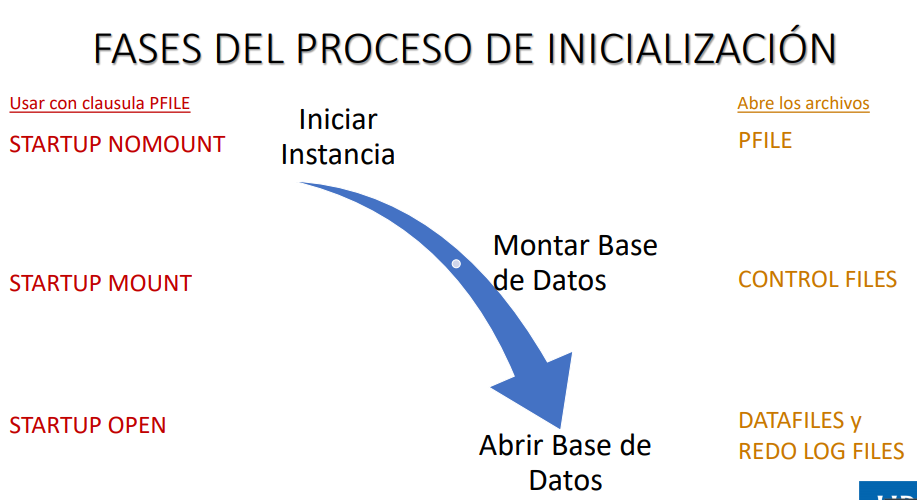 FASES DEL PROCESO DE INICIALIZACIÓN
Usar con clausula PFILE
Abre los archivos
Iniciar
Instancia
STARTUP NOMOUNT
PFILE
Montar Base
de Datos
STARTUP MOUNT
CONTROL FILES
STARTUP OPEN
DATAFILES y
REDO LOG FILES
Abrir Base de
Datos